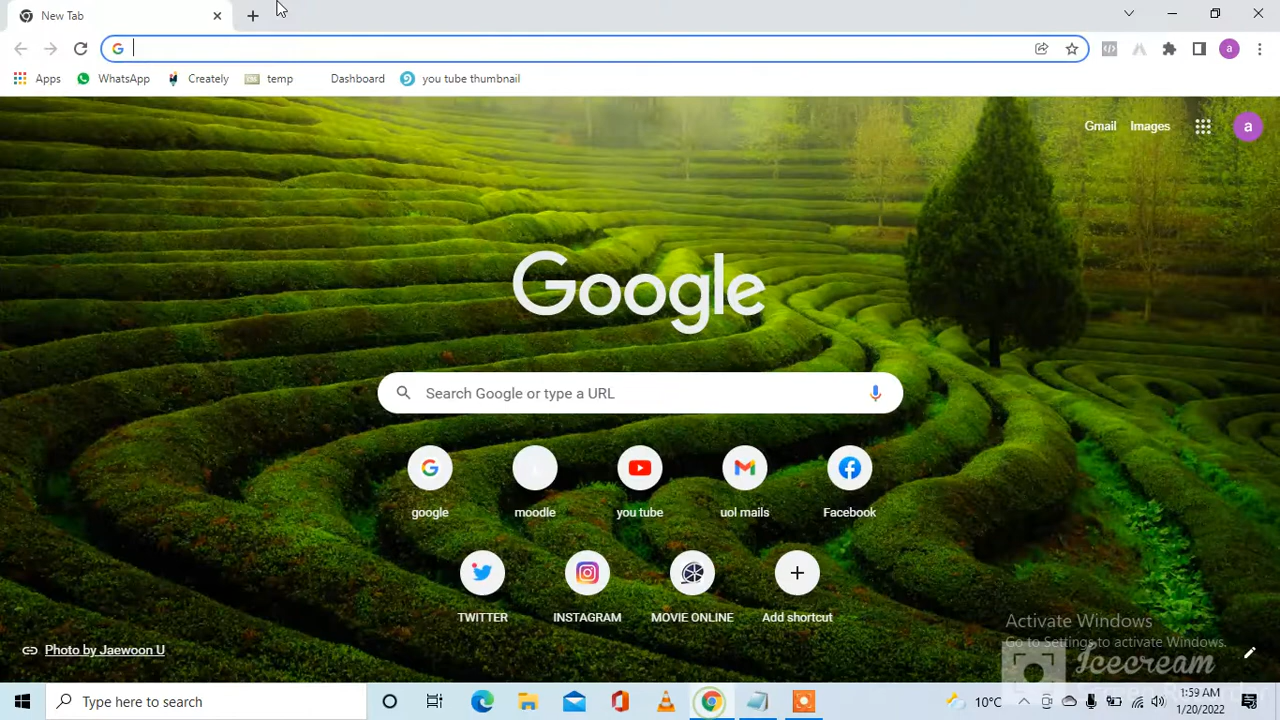 New Tab
Apps WhatsApp Creately temp Dashboard you tube thumbnail
Gmail Images a
Google
Search Google or type a URL
google moodle you tube uol mails Facebook
TWITTER INSTAGRAM MOVIE ONLINE Add shortcut
Activate Windows
Go to Settings to activate Windows.
Photo by Jaewoon U
Icecream
Type here to search 10°C 1:59 AM
1/20/2022